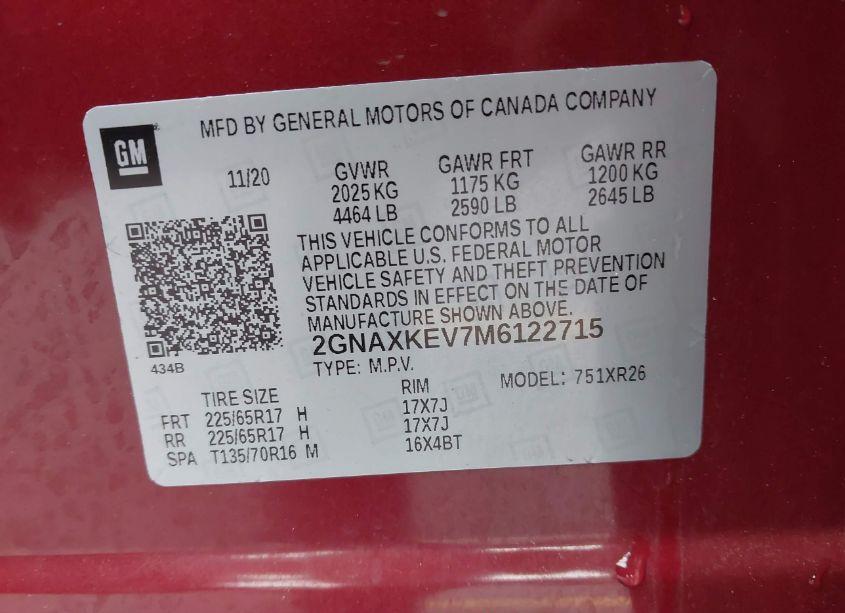 MFD BY GENERAL MOTORS OF CANADA COMPANY
GM
11/20
GVWR GAWR FRT GAWR RR
2025 KG 1175 KG 1200 KG
4464 LB 2590 LB 2645 LB
THIS VEHICLE CONFORMS TO ALL
APPLICABLE U.S. FEDERAL MOTOR
VEHICLE SAFETY AND THEFT PREVENTION
STANDARDS IN EFFECT ON THE DATE OF
MANUFACTURE SHOWN ABOVE.
2GNAXKEV7M6122715
434B
TYPE: M.P.V. MODEL: 751XR26
TIRE SIZE RIM
FRT 225/65R17 H 17X7J
RR 225/65R17 H 17X7J
SPA T135/70R16 M 16X4BT